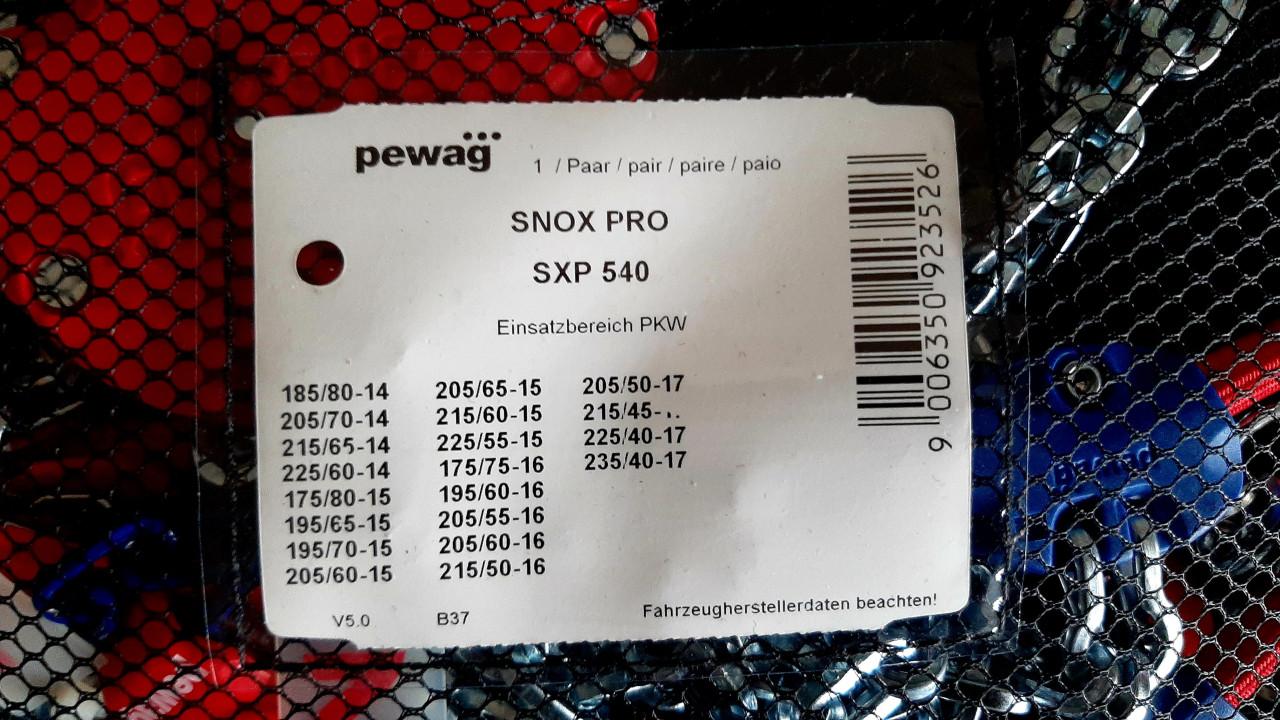 pewag
1 / Paar / pair / paire / paio
SNOX PRO
SXP 540
Einsatzbereich PKW
185/80-14 205/65-15 205/50-17
205/70-14 215/60-15 215/45-
215/65-14 225/55-15 225/40-17
225/60-14 175/75-16 235/40-17
175/80-15 195/60-16
195/65-15 205/55-16
195/70-15 205/60-16
205/60-15 215/50-16
V5.0 B37
Fahrzeugherstellerdaten beachten!
9 006350 923526